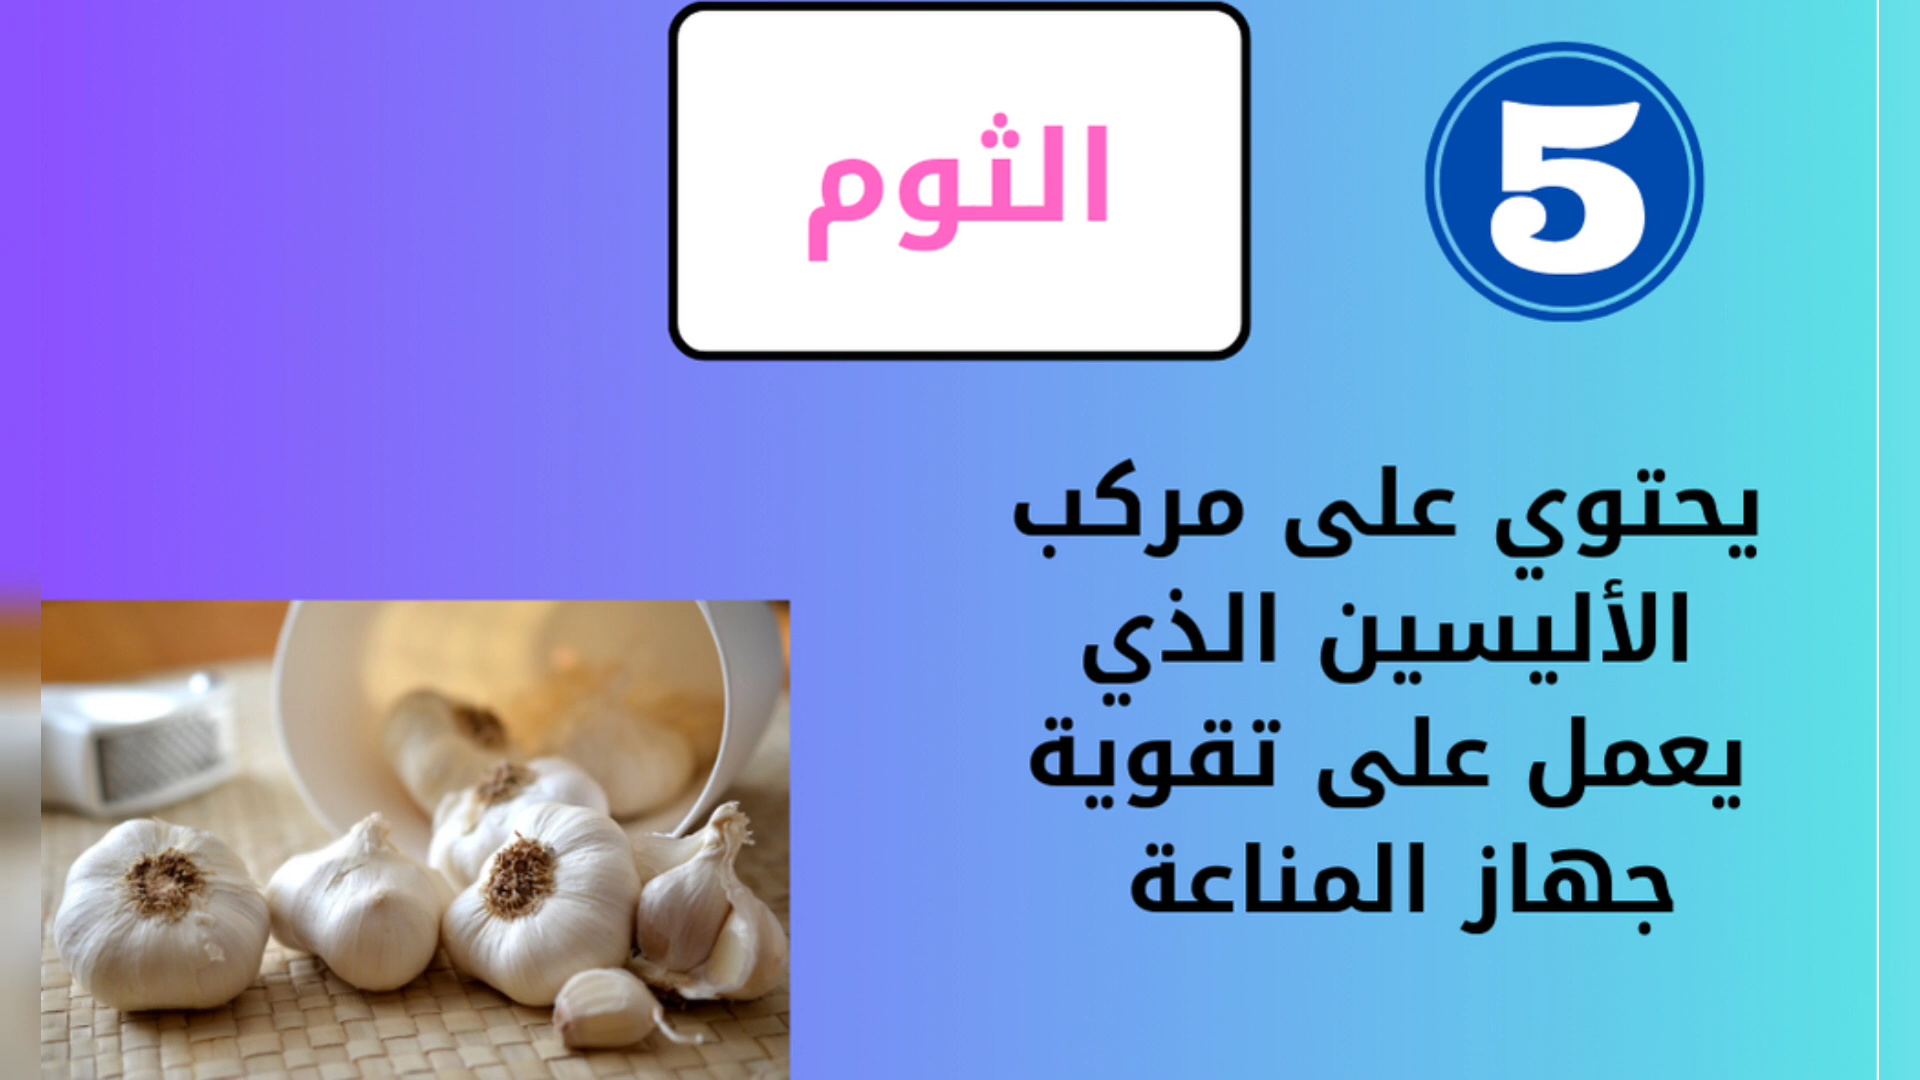 5
الثوم
يحتوي على مركب
الأليسين الذي
يعمل على تقوية
جهاز المناعة